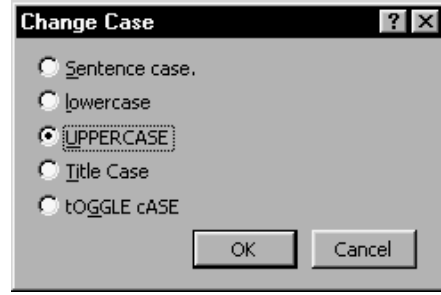 Change Case
Sentence case.
lowercase
UPPERCASE
Title Case
tOGGLE cASE
OK Cancel